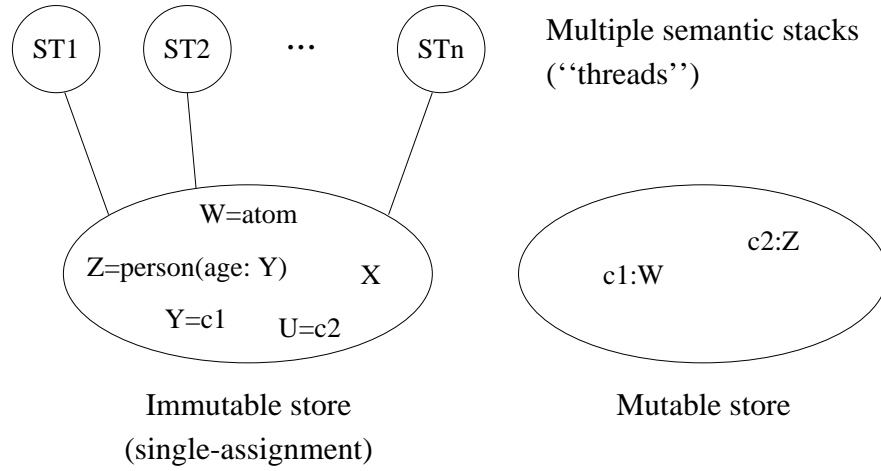 ST1 ST2 ... STn
Multiple semantic stacks
(‘‘threads’’)
W=atom
Z=person(age: Y)
X
Y=c1
U=c2
c2:Z
c1:W
Immutable store
(single-assignment)
Mutable store